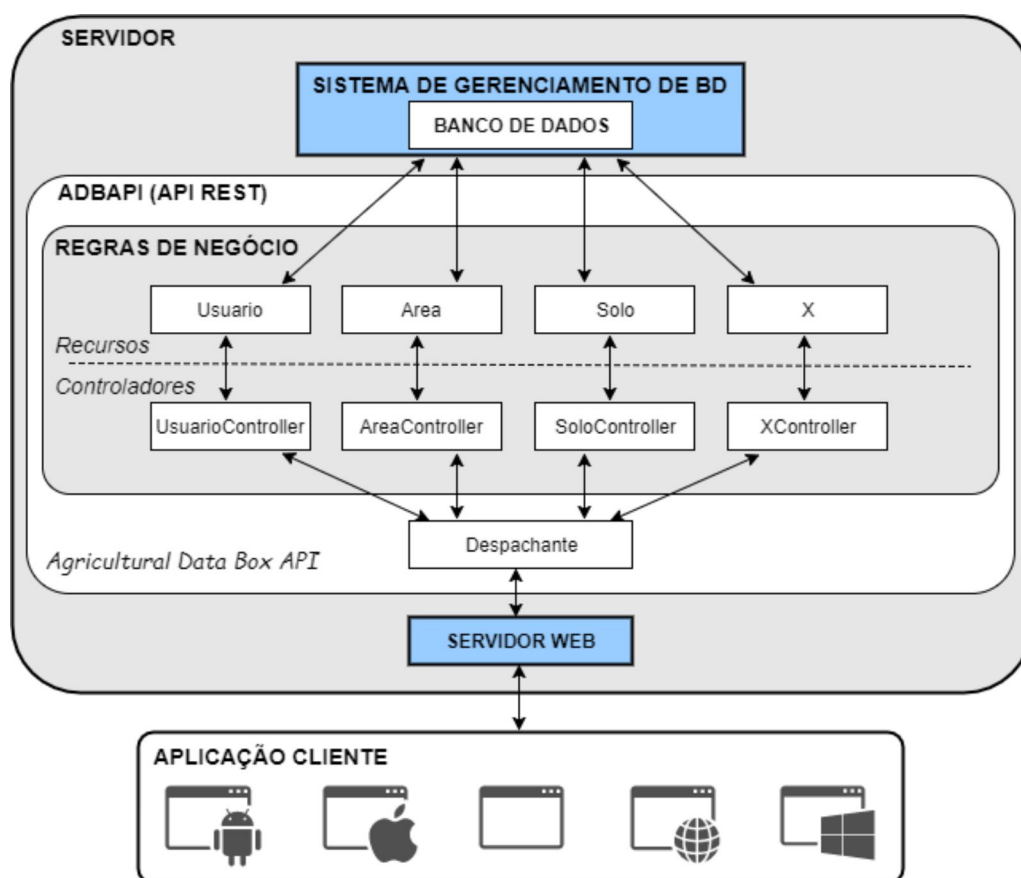 SERVIDOR
SISTEMA DE GERENCIAMENTO DE BD
BANCO DE DADOS
ADBAPI (API REST)
REGRAS DE NEGÓCIO
Usuario
Area
Solo
X
Recursos
Controladores
UsuarioController
AreaController
SoloController
XController
Despachante
Agricultural Data Box API
SERVIDOR WEB
APLICAÇÃO CLIENTE